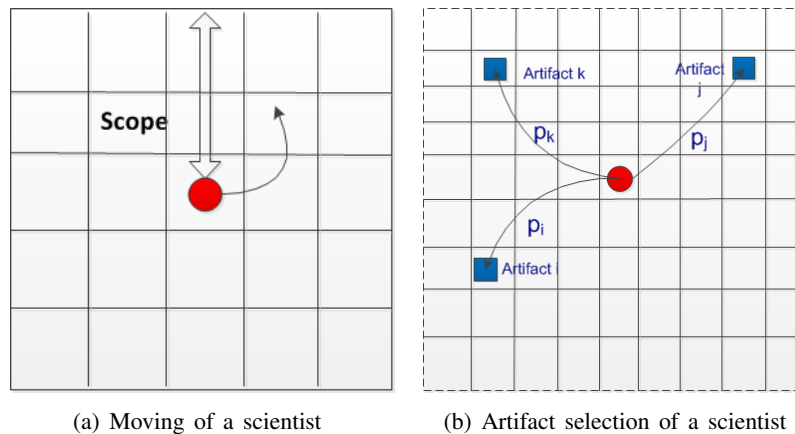 Scope
(a) Moving of a scientist
Artifact k
Artifact
j
pk
pj
pi
Artifact i
(b) Artifact selection of a scientist